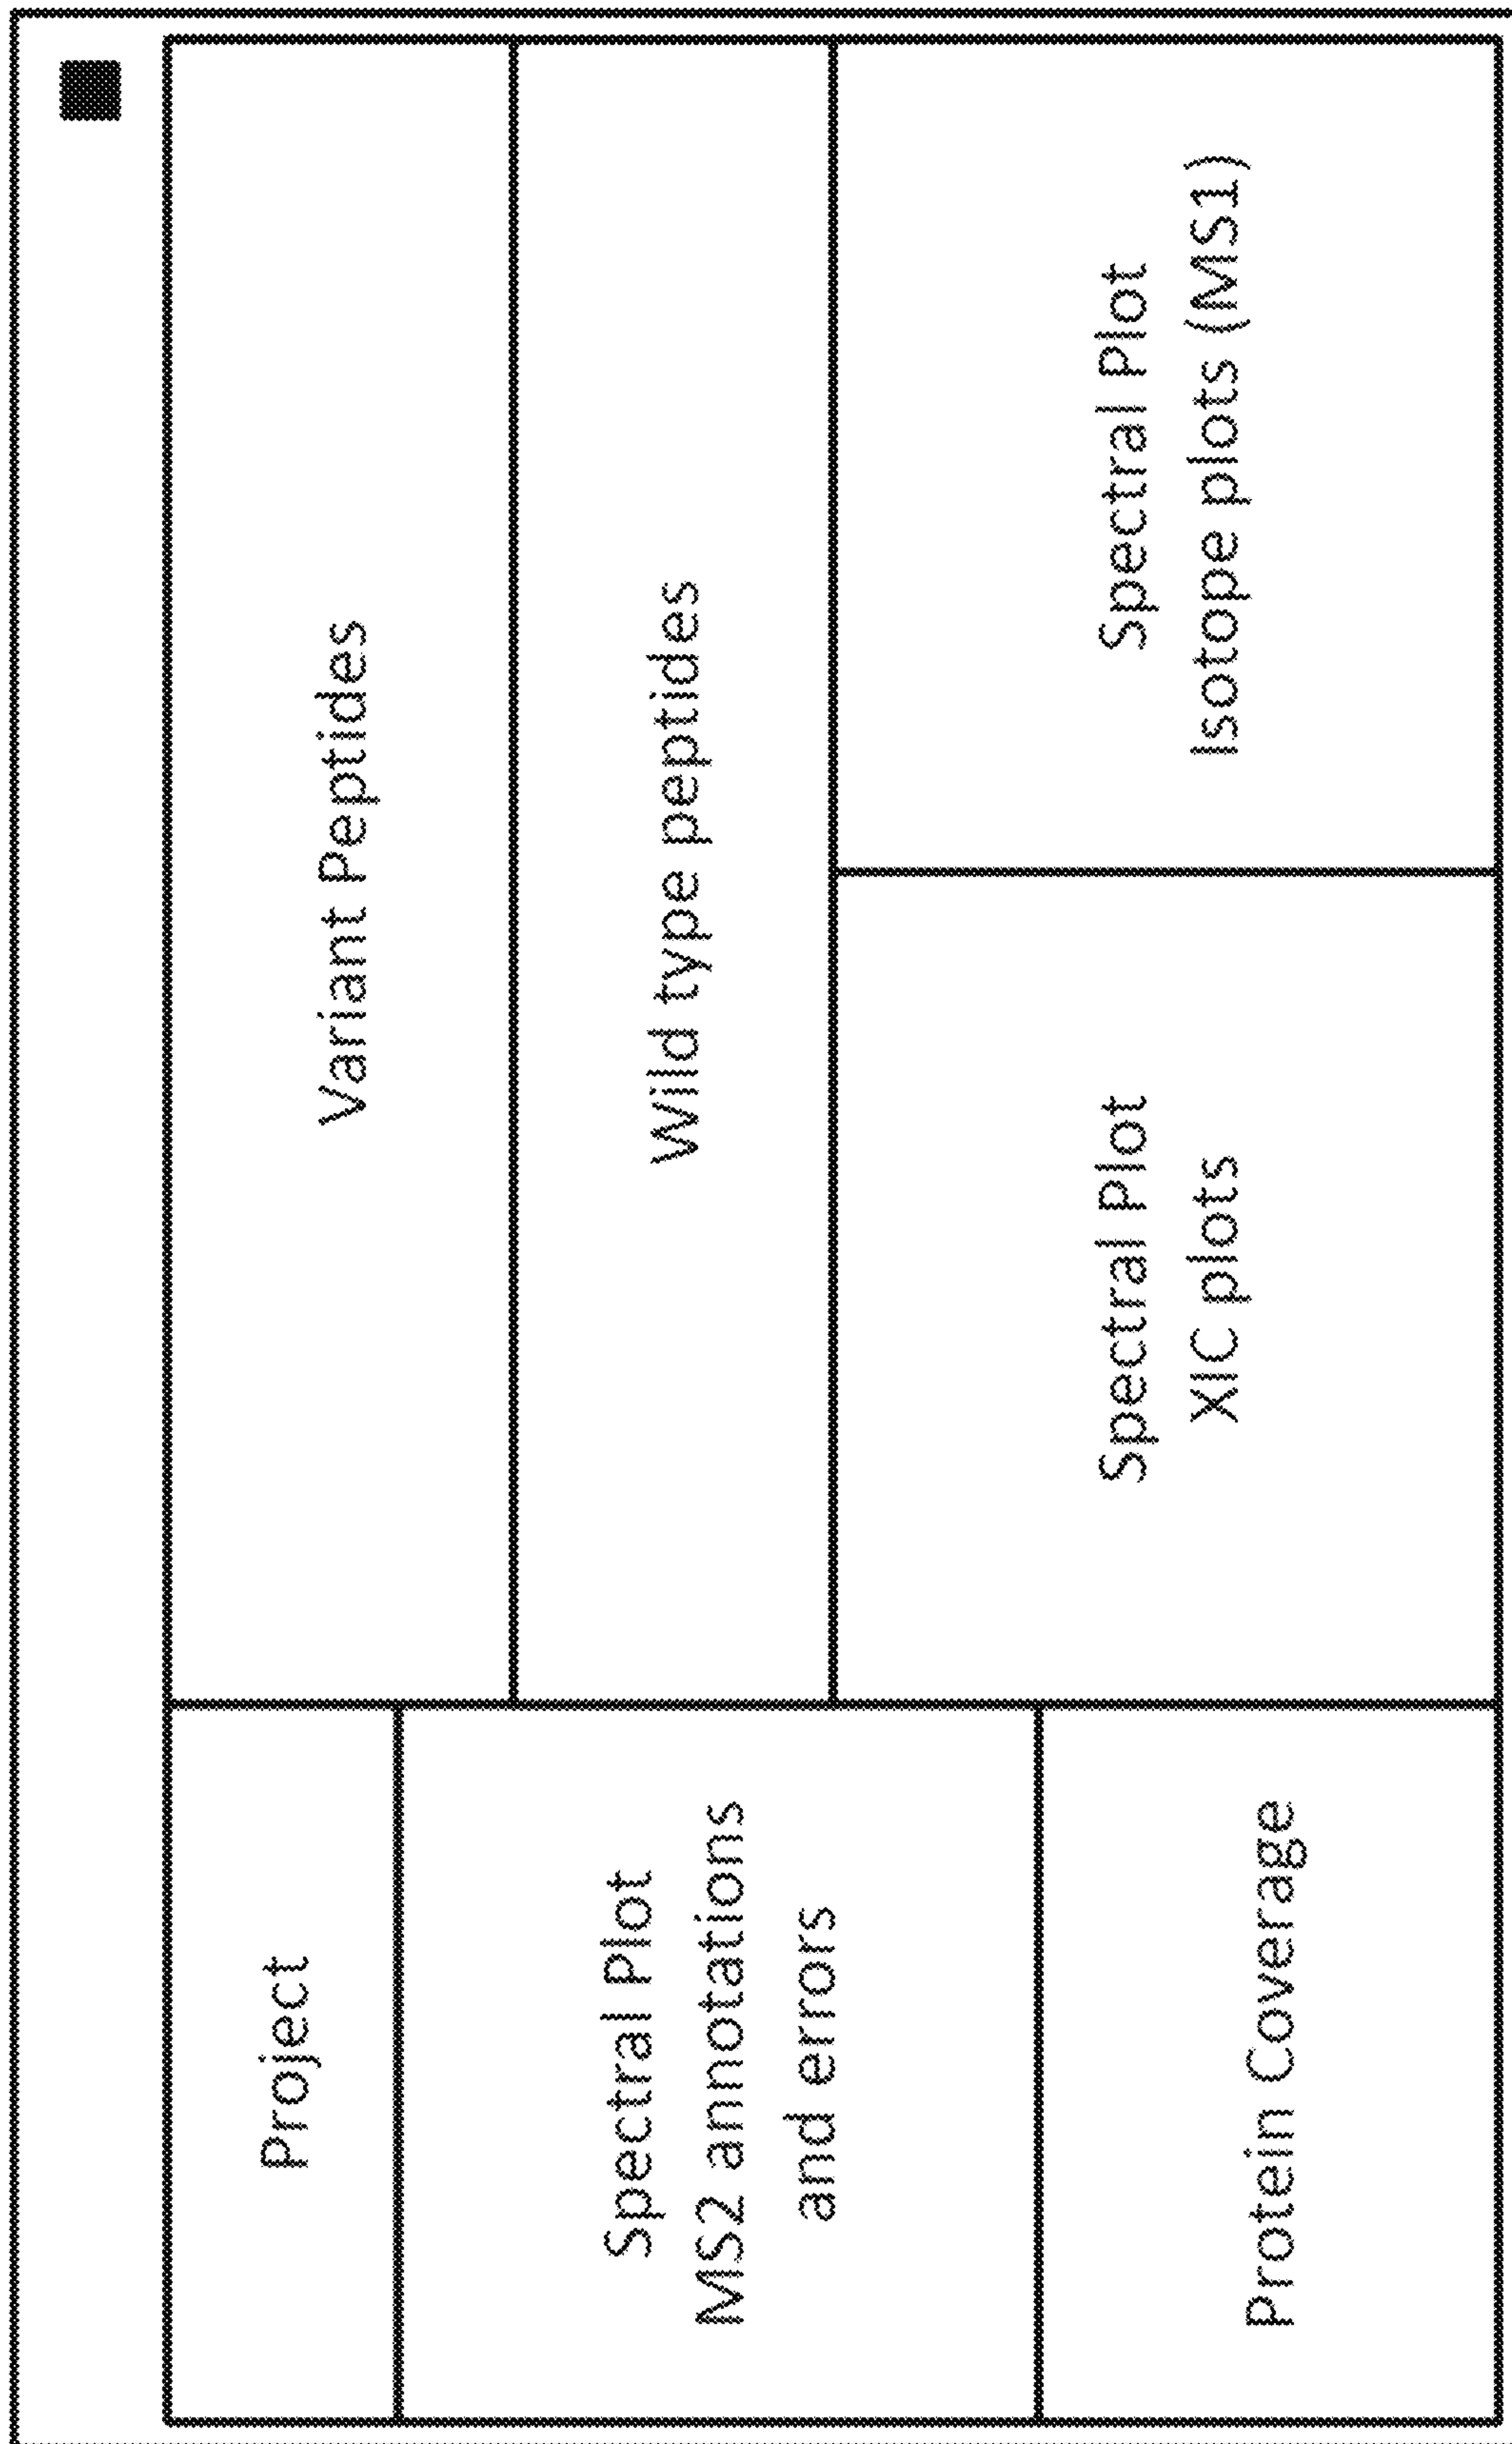 Project
Spectral Plot
MS2 annotations
and errors
Protein Coverage
Variant Peptides
Wild type peptides
Spectral Plot
XIC plots
Spectral Plot
Isotope plots (MS1)